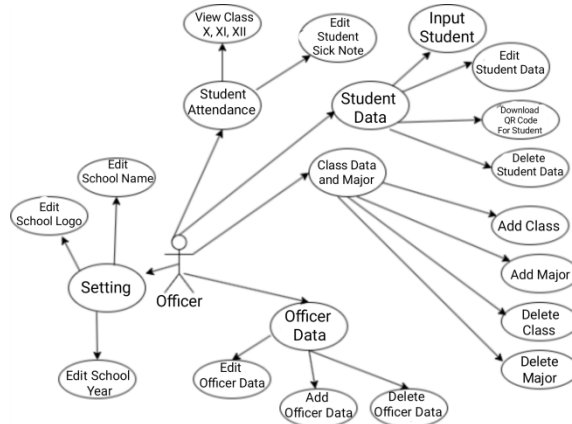 View Class
X, XI, XII
Edit
Student
Sick Note
Input
Student
Edit
Student Data
Student
Attendance
Student
Data
Download
QR Code
For Student
Edit
School Name
Class Data
and Major
Delete
Student Data
Edit
School Logo
Add Class
Setting
Officer
Add Major
Officer
Data
Delete
Class
Edit School
Year
Edit
Officer Data
Add
Officer Data
Delete
Officer Data
Delete
Major